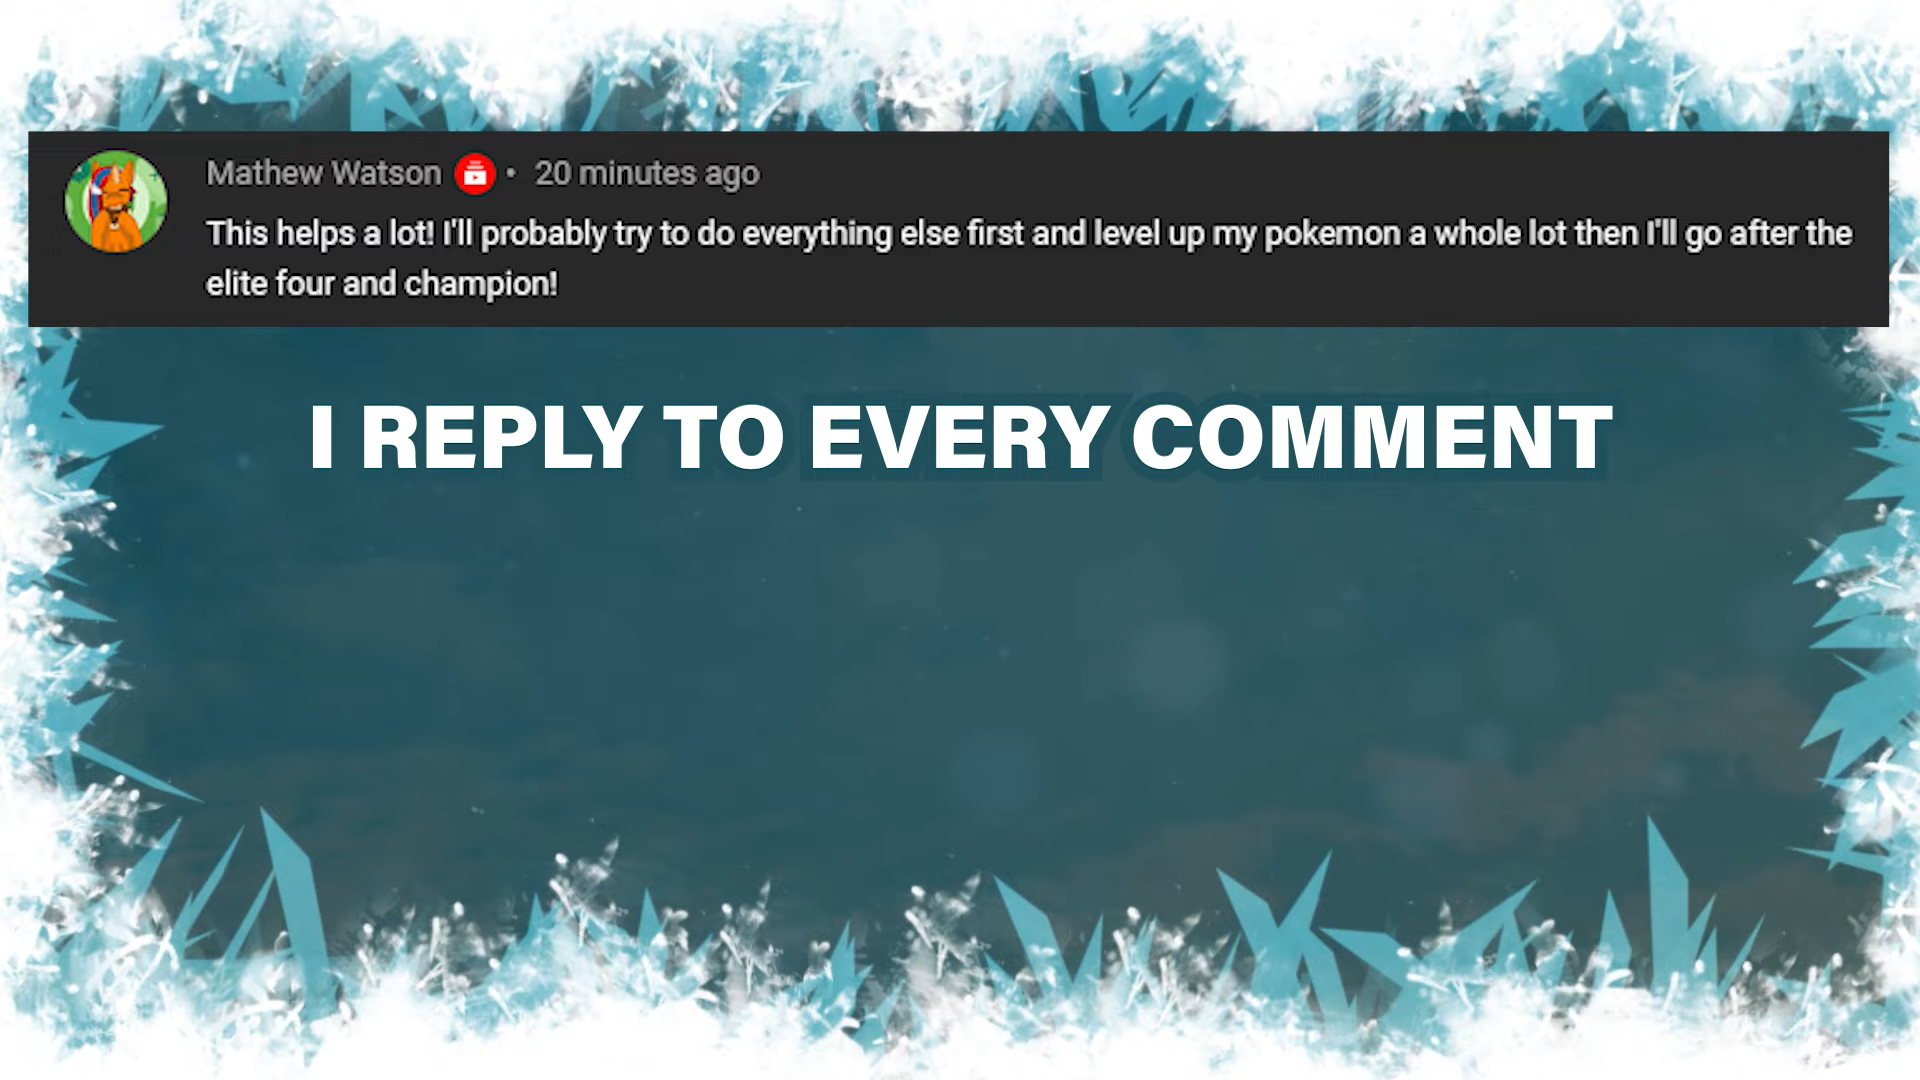 Mathew Watson • 20 minutes ago
This helps a lot! I'll probably try to do everything else first and level up my pokemon a whole lot then I'll go after the
elite four and champion!
I REPLY TO EVERY COMMENT